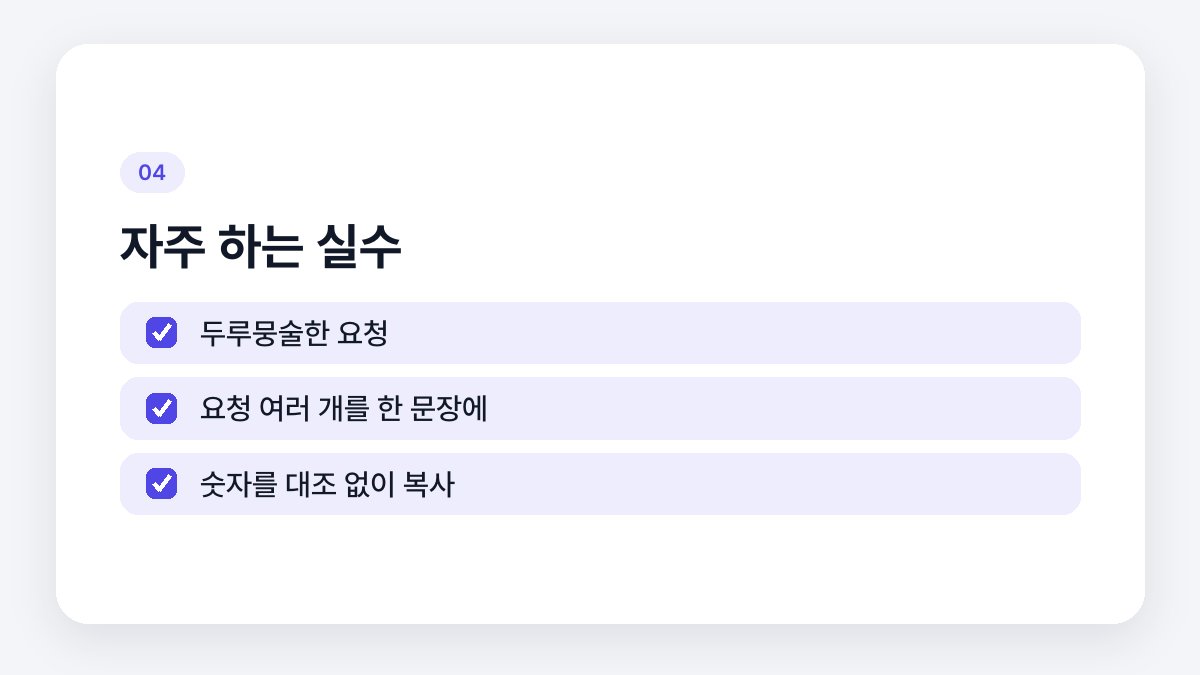 04
자주 하는 실수
두루뭉술한 요청
요청 여러 개를 한 문장에
숫자를 대조 없이 복사